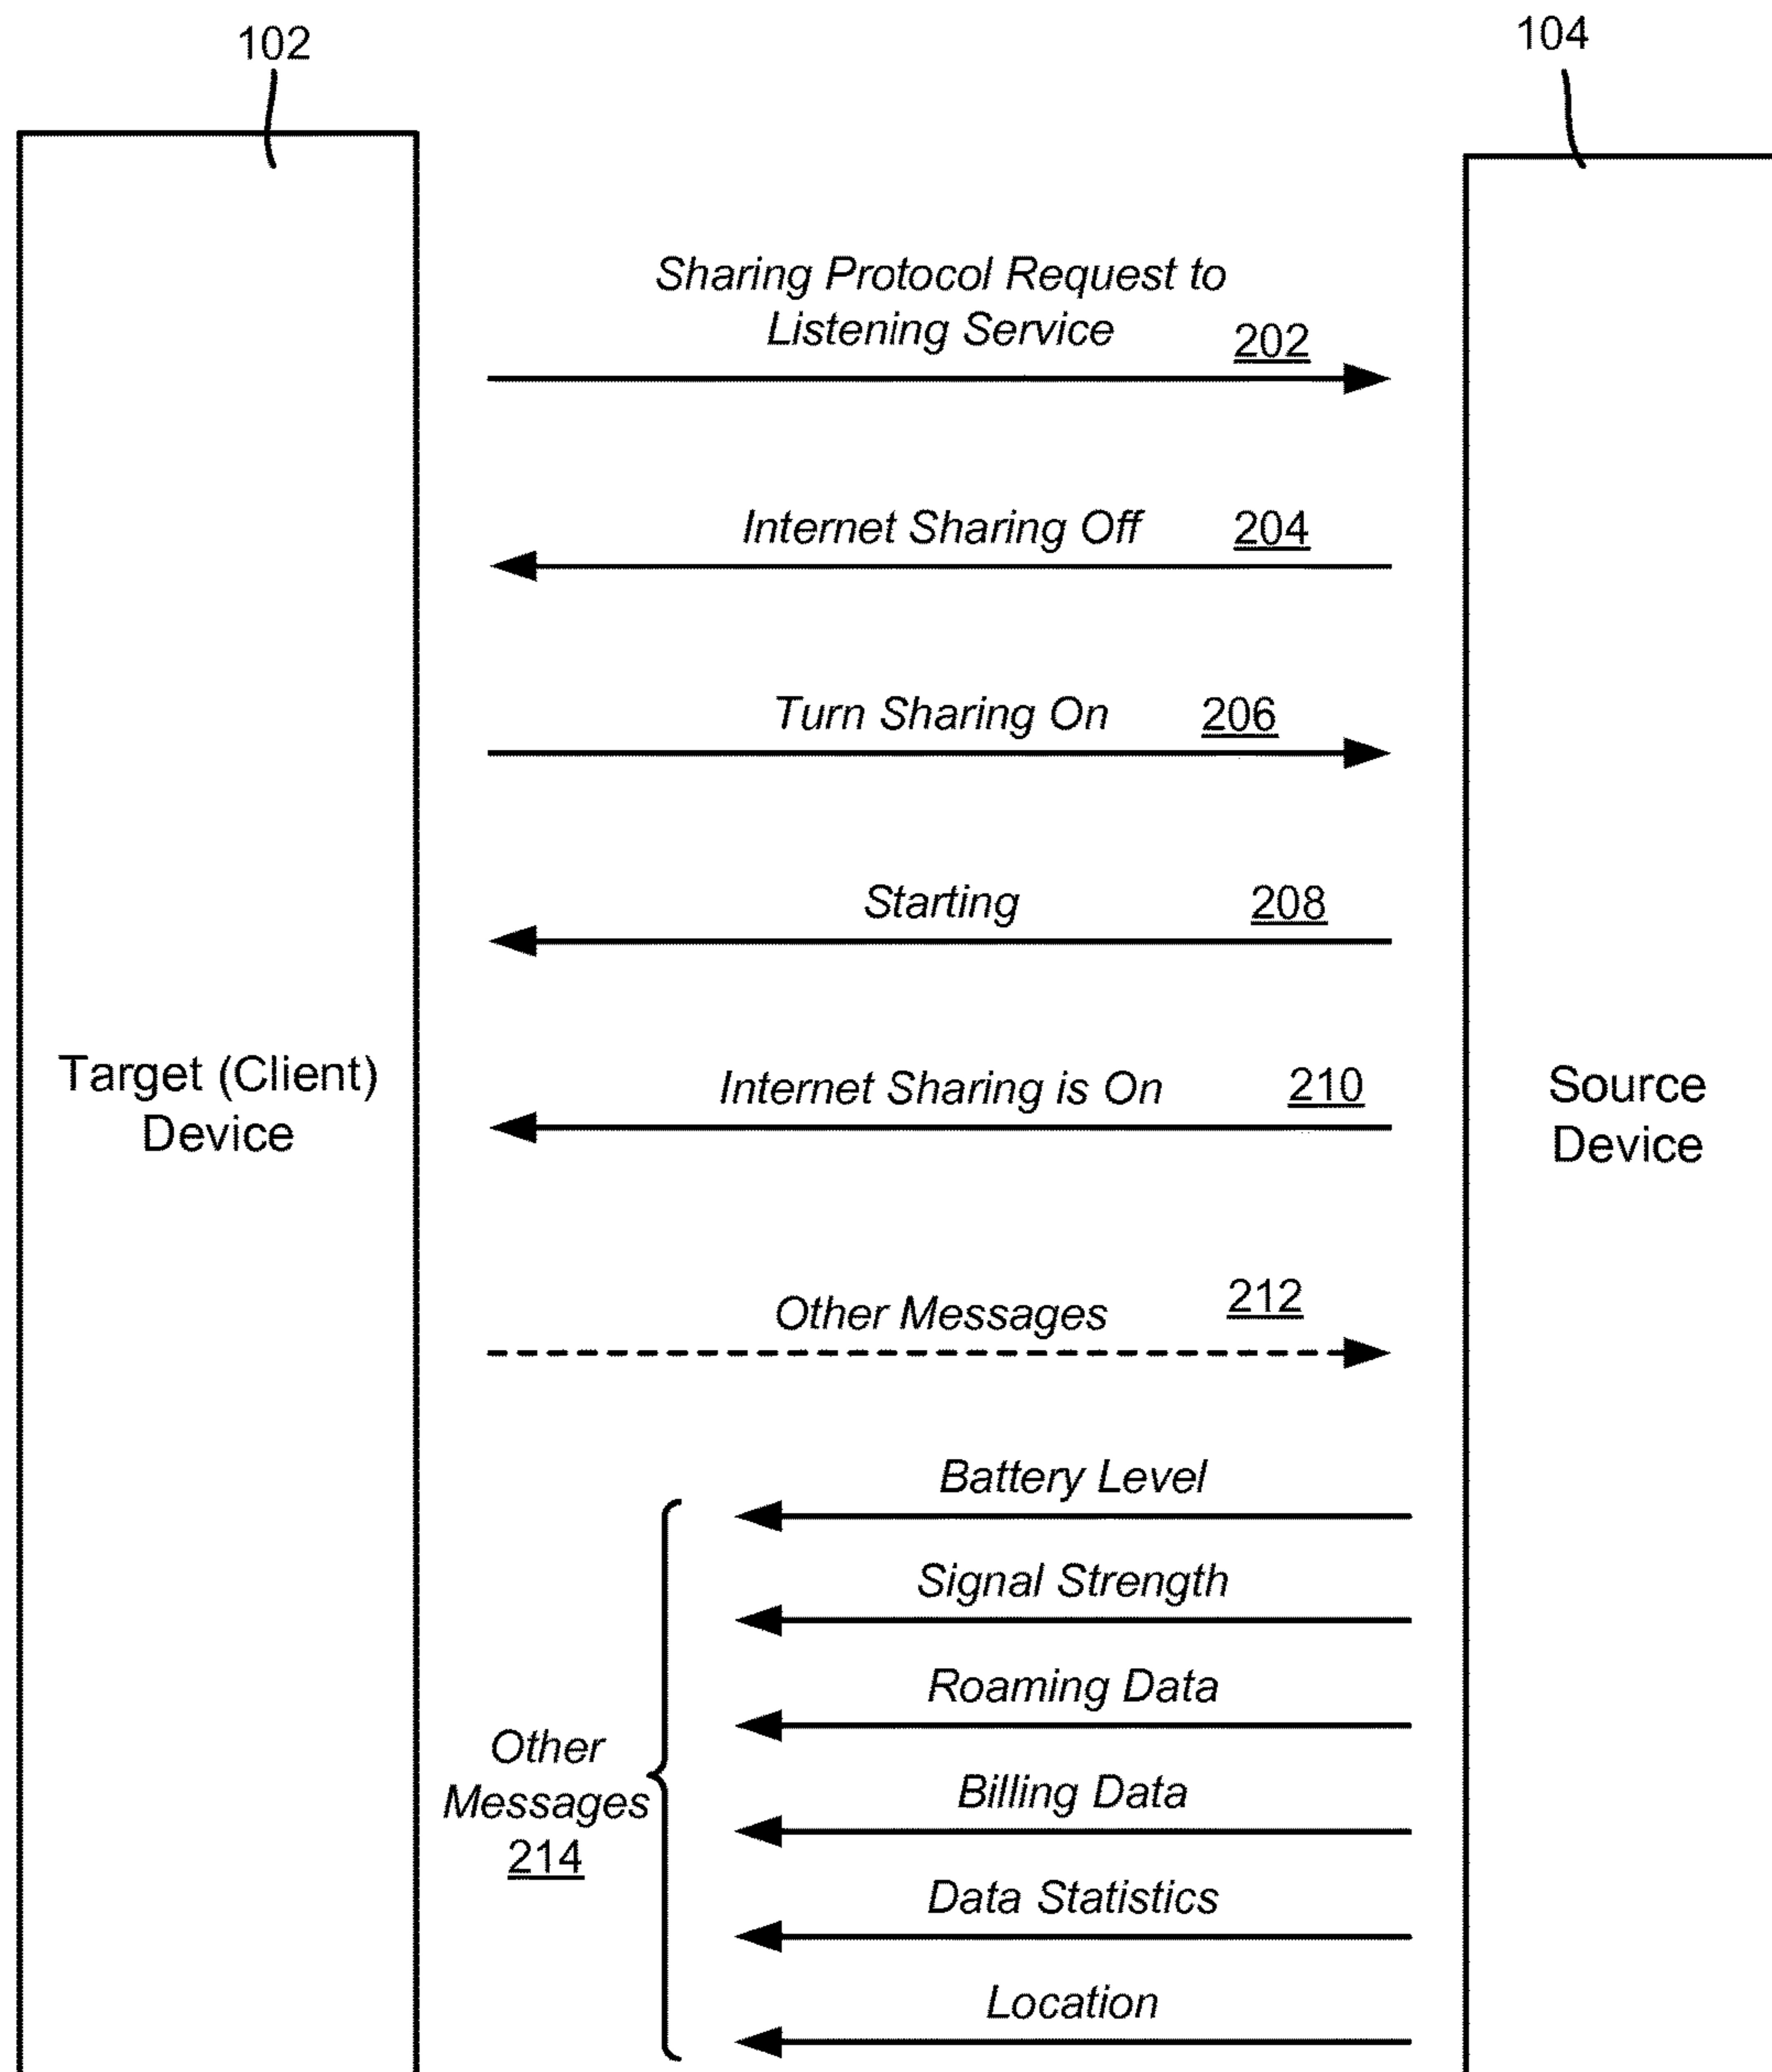 102
104
Sharing Protocol Request to
Listening Service 202
Internet Sharing Off 204
Turn Sharing On 206
Starting 208
Internet Sharing is On 210
Target (Client)
Device
Source
Device
Other Messages 212
Battery Level
Signal Strength
Roaming Data
Other
Messages
214
Billing Data
Data Statistics
Location